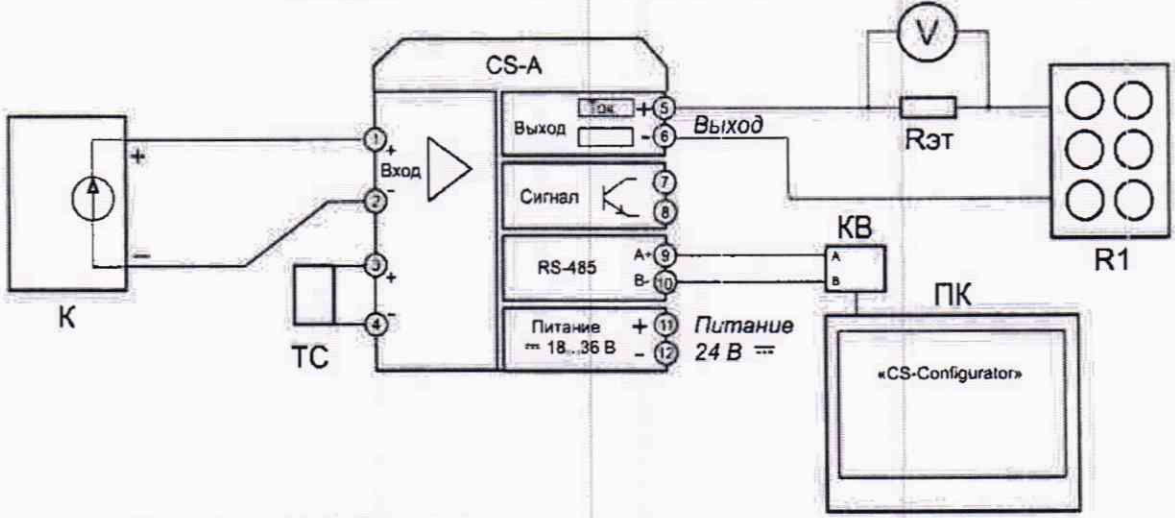 V
CS-A
Ток
+
5
Выход
-
6
Выход
Rэт
1
+
Вход
-
2
+
-
К
7
Сигнал
8
R1
3
+
-
4
ТС
RS-485
A+
9
B-
10
КВ
A
B
ПК
Питание
+
11
⎓ 18...36 В
-
12
Питание
24 В ⎓
«CS-Configurator»